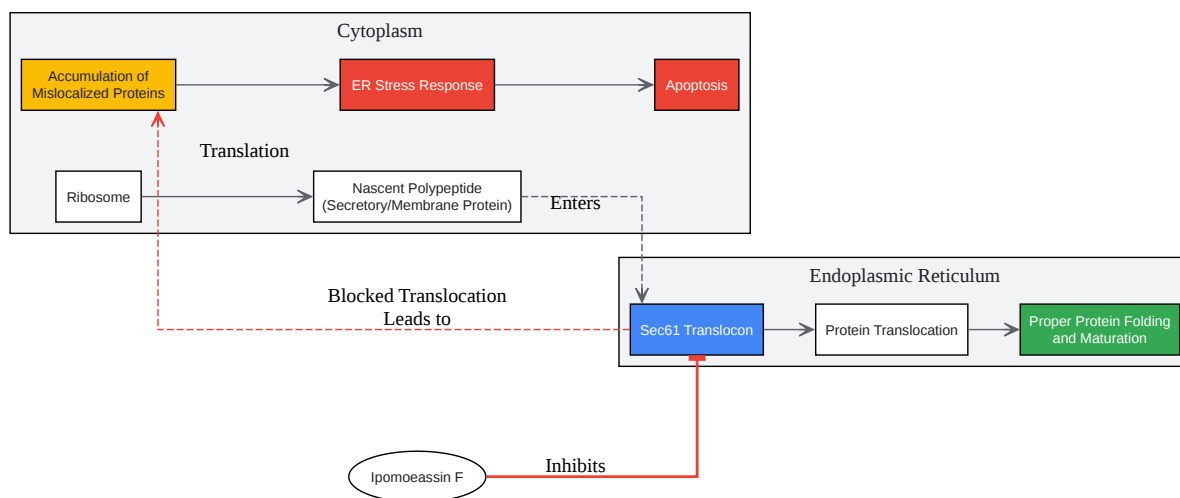 Cytoplasm
Accumulation of
Mislocalized Proteins
ER Stress Response
Apoptosis
Translation
Ribosome
Nascent Polypeptide
(Secretory/Membrane Protein)
Enters
Endoplasmic Reticulum
Blocked Translocation
Leads to
Sec61 Translocon
Protein Translocation
Proper Protein Folding
and Maturation
Inhibits
Ipomoeassin F